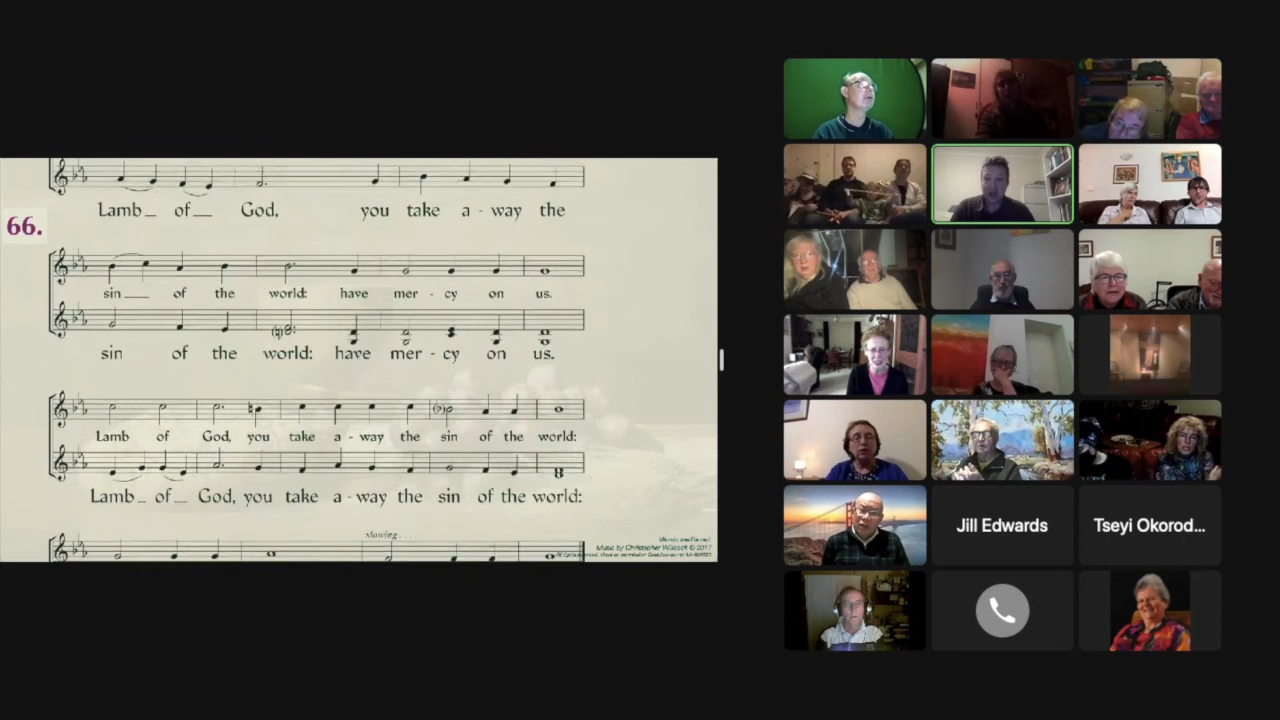 Lamb_ of_ God, you take a - way the
66.
sin_ of the world: have mer - cy on us.
sin of the world: have mer - cy on us.
Lamb of God, you take a - way the sin of the world:
Lamb_ of_ God, you take a - way the sin of the world:
slowing...
Music by Christopher Willcock © 2017
Jill Edwards
Tseyi Okorod...